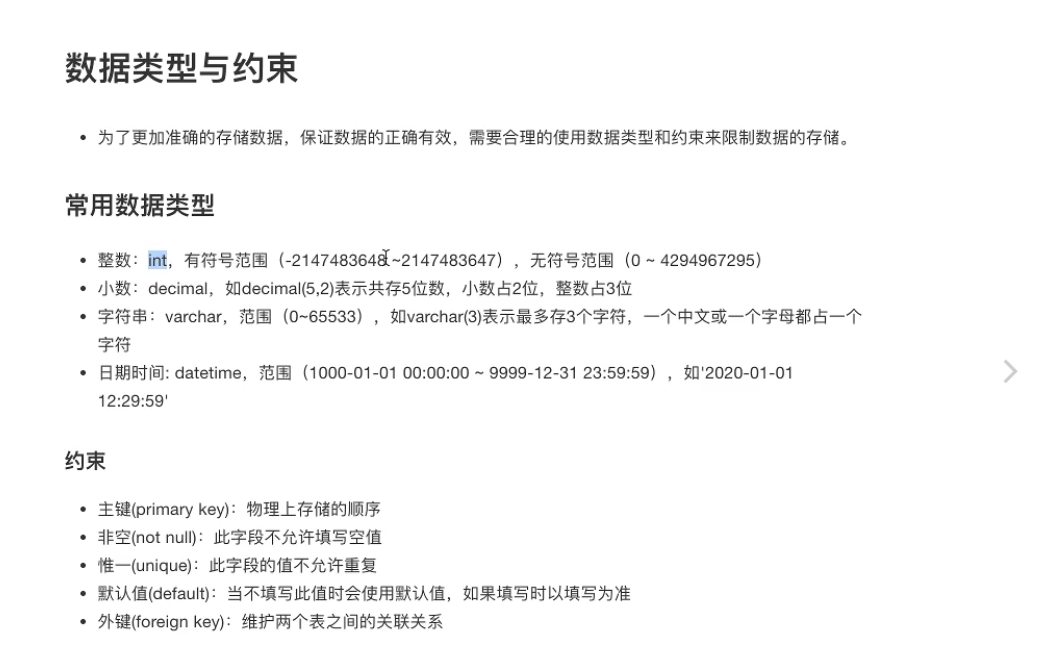 数据类型与约束
• 为了更加准确的存储数据，保证数据的正确有效，需要合理的使用数据类型和约束来限制数据的存储。
常用数据类型
• 整数：int，有符号范围（-2147483648 ~2147483647），无符号范围（0 ~ 4294967295）
• 小数：decimal，如decimal(5,2)表示共存5位数，小数占2位，整数占3位
• 字符串：varchar，范围（0~65533），如varchar(3)表示最多存3个字符，一个中文或一个字母都占一个
字符
• 日期时间: datetime，范围（1000-01-01 00:00:00 ~ 9999-12-31 23:59:59），如'2020-01-01
12:29:59'
约束
• 主键(primary key)：物理上存储的顺序
• 非空(not null)：此字段不允许填写空值
• 惟一(unique)：此字段的值不允许重复
• 默认值(default)：当不填写此值时会使用默认值，如果填写时以填写为准
• 外键(foreign key)：维护两个表之间的关联关系